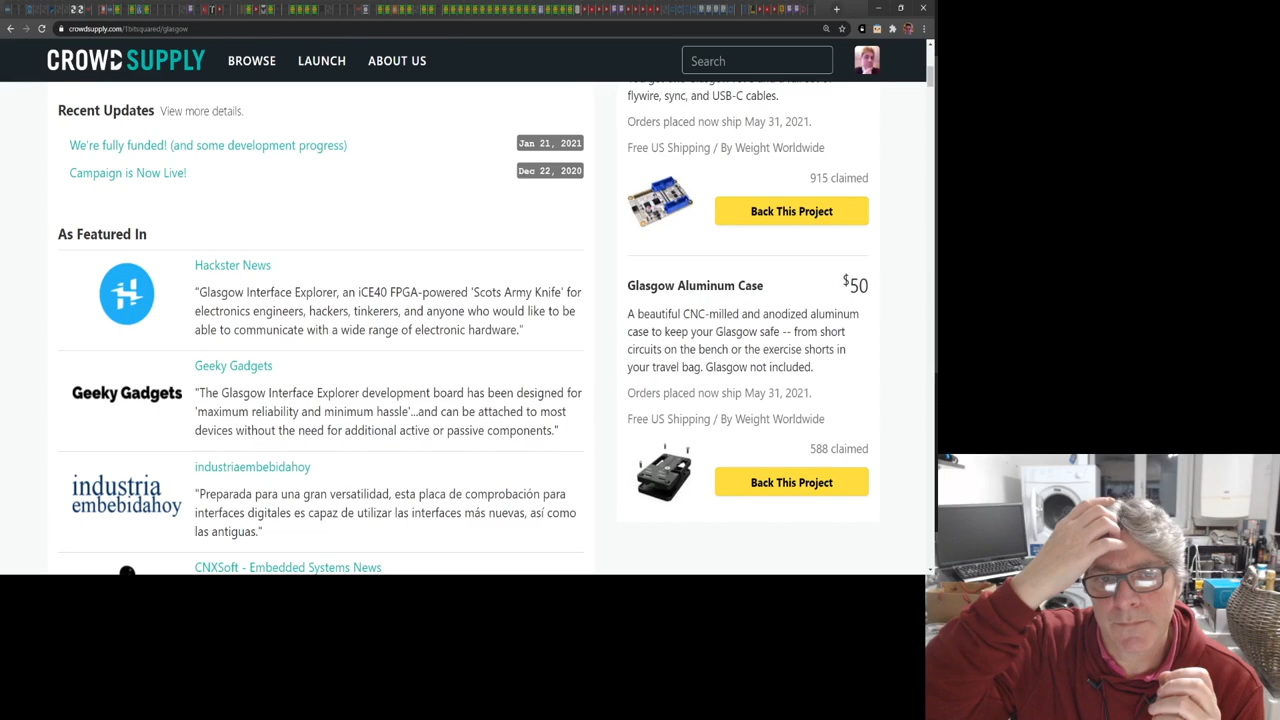 crowdsupply.com/1bitsquared/glasgow
CROWD SUPPLY
BROWSE
LAUNCH
ABOUT US
Search
Recent Updates View more details.
We're fully funded! (and some development progress)
Jan 21, 2021
Campaign is Now Live!
Dec 22, 2020
As Featured In
Hackster News
"Glasgow Interface Explorer, an iCE40 FPGA-powered 'Scots Army Knife' for
electronics engineers, hackers, tinkerers, and anyone who would like to be
able to communicate with a wide range of electronic hardware."
Geeky Gadgets
Geeky Gadgets
"The Glasgow Interface Explorer development board has been designed for
'maximum reliability and minimum hassle'...and can be attached to most
devices without the need for additional active or passive components."
industria
embebidahoy
industriaembebidahoy
"Preparada para una gran versatilidad, esta placa de comprobación para
interfaces digitales es capaz de utilizar las interfaces más nuevas, así como
las antiguas."
CNXSoft - Embedded Systems News
flywire, sync, and USB-C cables.
Orders placed now ship May 31, 2021.
Free US Shipping / By Weight Worldwide
915 claimed
Back This Project
Glasgow Aluminum Case
$50
A beautiful CNC-milled and anodized aluminum
case to keep your Glasgow safe -- from short
circuits on the bench or the exercise shorts in
your travel bag. Glasgow not included.
Orders placed now ship May 31, 2021.
Free US Shipping / By Weight Worldwide
588 claimed
Back This Project